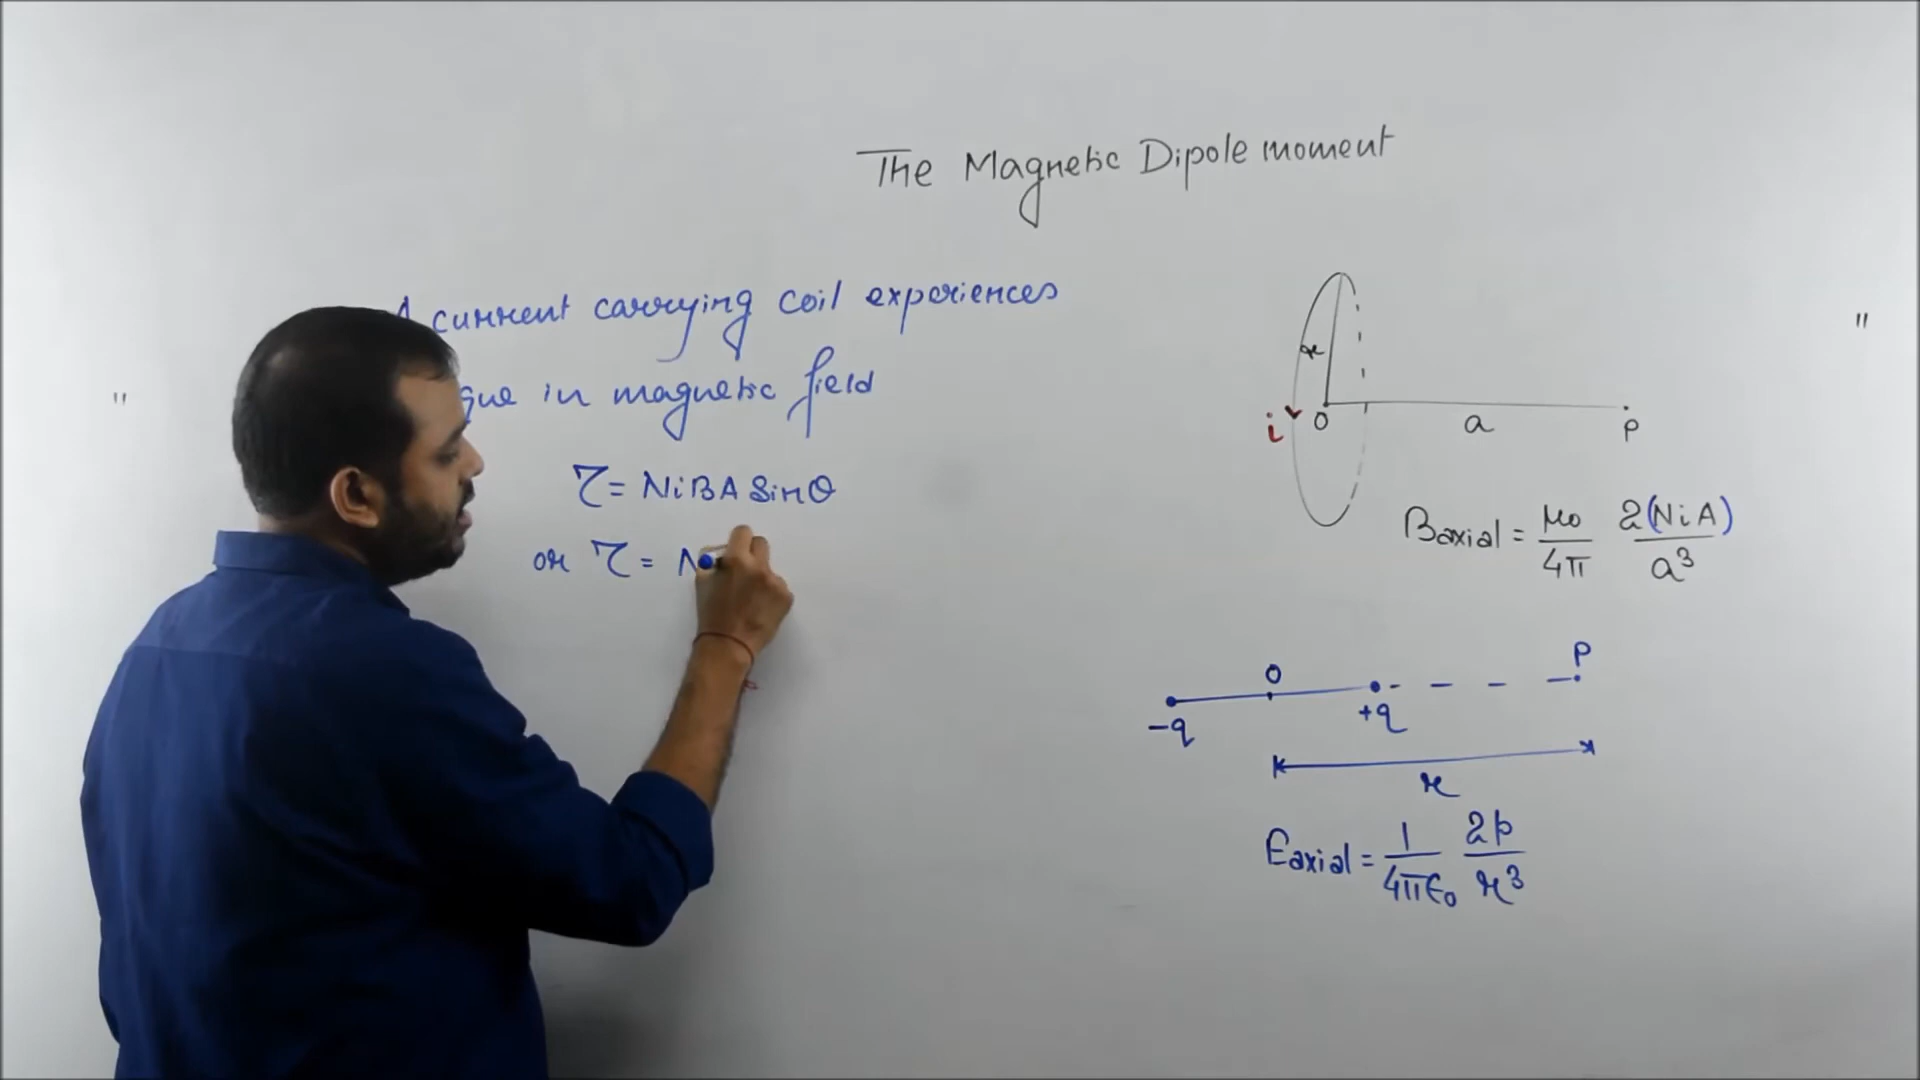 The Magnetic Dipole moment
A current carrying coil experiences
in magnetic field
τ = NiBA Sinθ
or τ = N
r
i
O
a
P
Baxial = μ0/4π 2(NiA)/a³
-q
O
+q
P
r
Eaxial = 1/4πϵ0 2p/r³